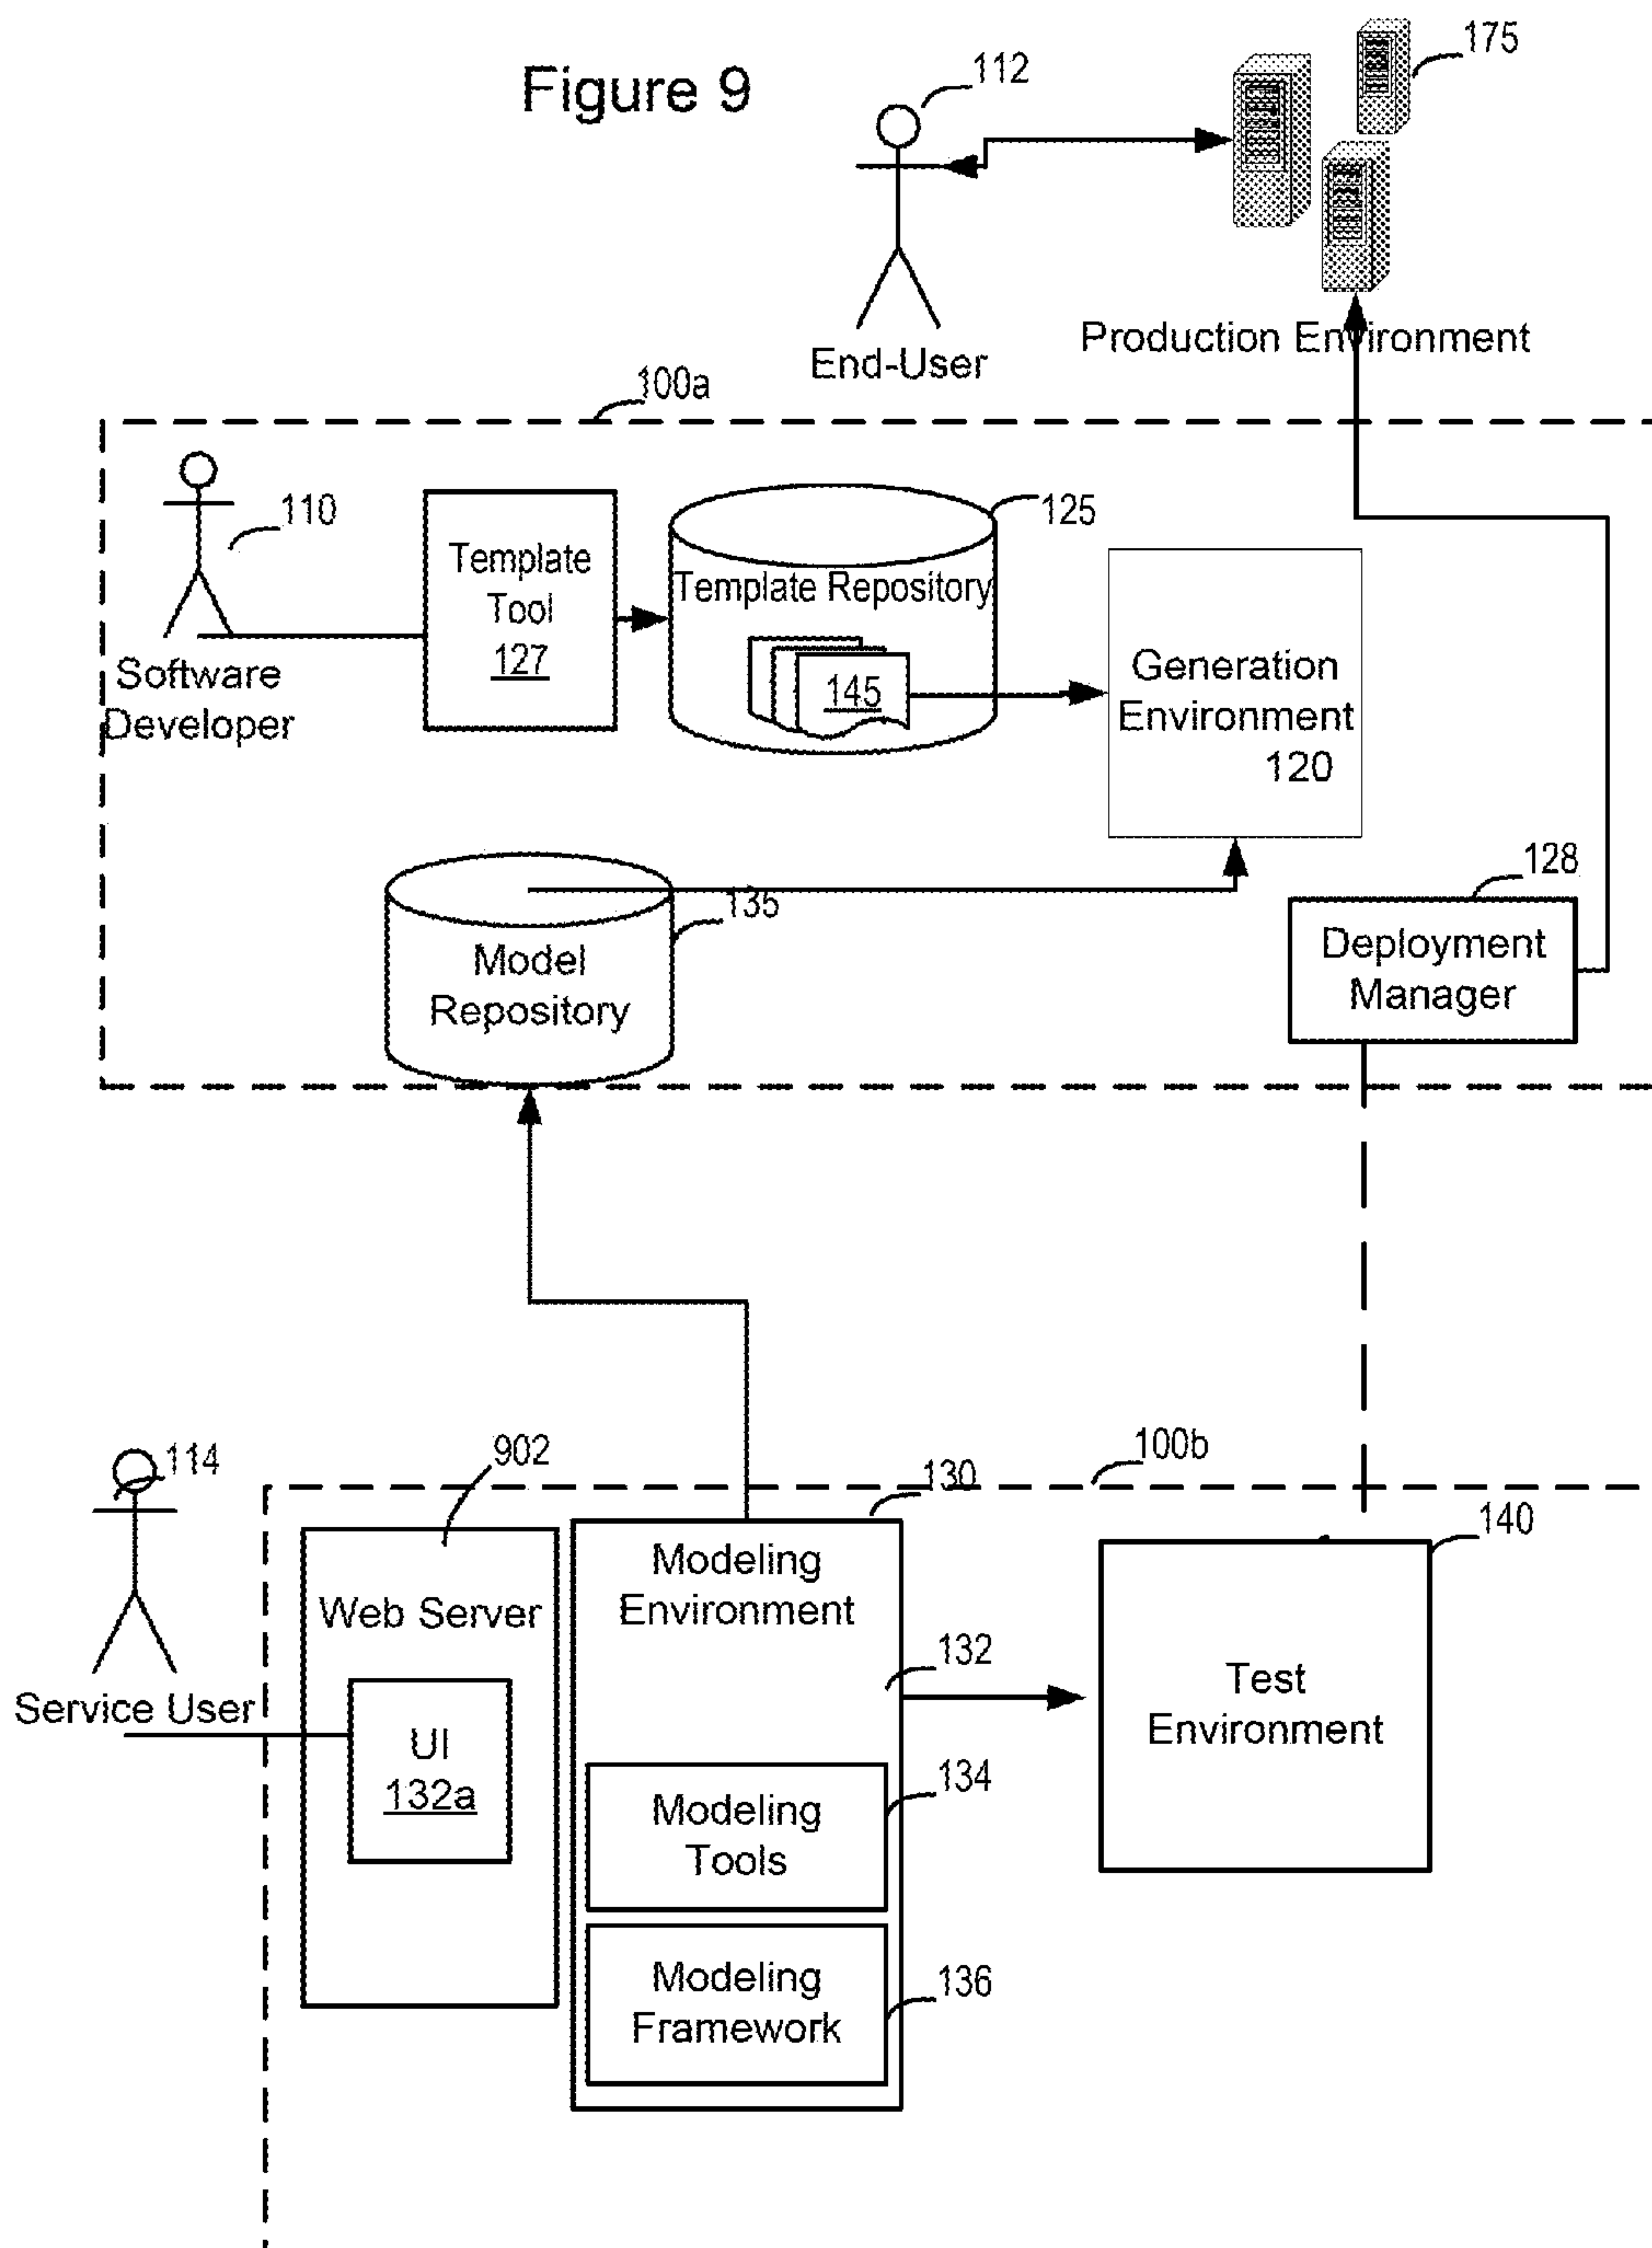 Figure 9
112
175
End-User
Production Environment
100a
110
Software
Developer
Template
Tool
127
125
Template Repository
145
Generation
Environment
120
135
Model
Repository
128
Deployment
Manager
114
Service User
902
Web Server
UI
132a
130
100b
Modeling
Environment
132
134
Modeling
Tools
136
Modeling
Framework
140
Test
Environment